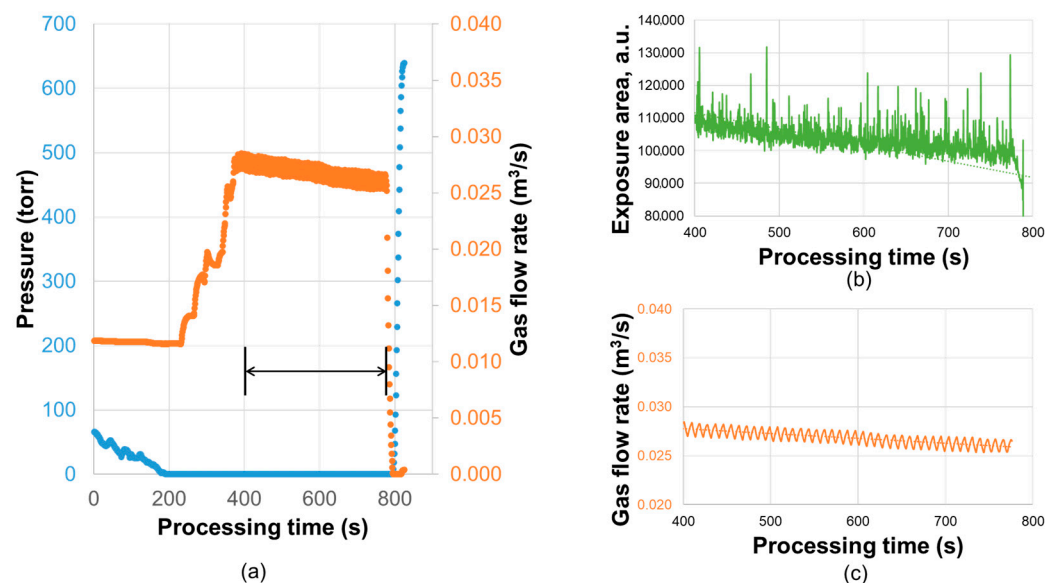 700
600
500
400
300
200
100
0
Pressure (torr)
0.040
0.035
0.030
0.025
0.020
0.015
0.010
0.005
0.000
Gas flow rate (m³/s)
0 200 400 600 800
Processing time (s)
(a)
140.000
130.000
120.000
110.000
100.000
90.000
80.000
Exposure area, a.u.
400 500 600 700 800
Processing time (s)
(b)
0.040
0.035
0.030
0.025
0.020
Gas flow rate (m³/s)
400 500 600 700 800
Processing time (s)
(c)